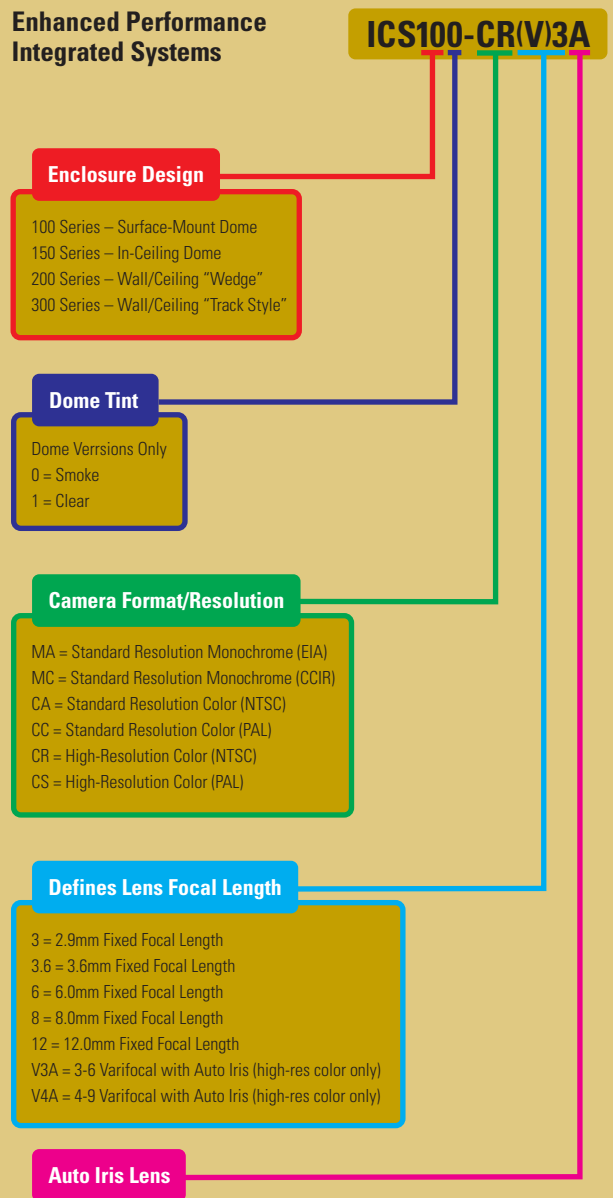 Enhanced Performance
Integrated Systems
ICS100-CR(V)3A
Enclosure Design
100 Series – Surface-Mount Dome
150 Series – In-Ceiling Dome
200 Series – Wall/Ceiling “Wedge”
300 Series – Wall/Ceiling “Track Style”
Dome Tint
Dome Verrsions Only
0 = Smoke
1 = Clear
Camera Format/Resolution
MA = Standard Resolution Monochrome (EIA)
MC = Standard Resolution Monochrome (CCIR)
CA = Standard Resolution Color (NTSC)
CC = Standard Resolution Color (PAL)
CR = High-Resolution Color (NTSC)
CS = High-Resolution Color (PAL)
Defines Lens Focal Length
3 = 2.9mm Fixed Focal Length
3.6 = 3.6mm Fixed Focal Length
6 = 6.0mm Fixed Focal Length
8 = 8.0mm Fixed Focal Length
12 = 12.0mm Fixed Focal Length
V3A = 3-6 Varifocal with Auto Iris (high-res color only)
V4A = 4-9 Varifocal with Auto Iris (high-res color only)
Auto Iris Lens